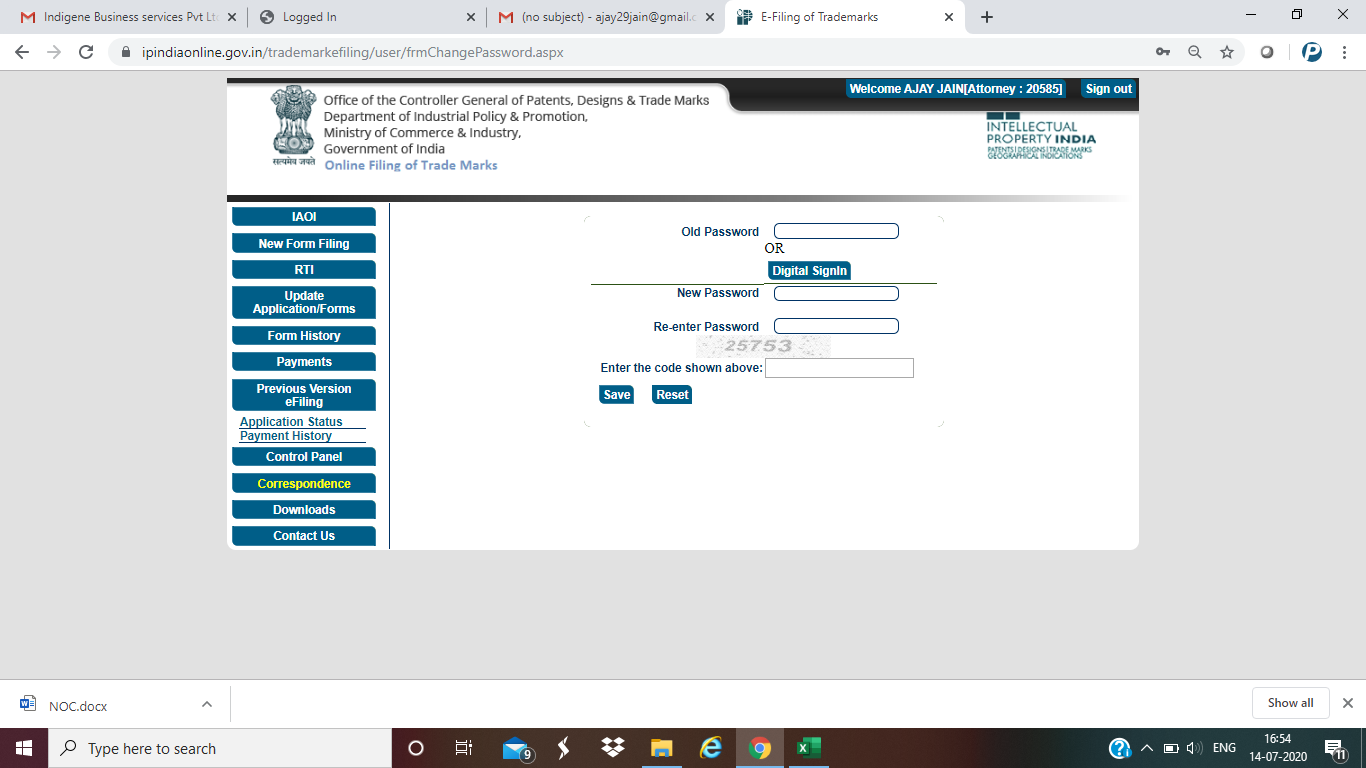 Indigene Business services Pvt Lt
Logged In
(no subject) - ajay29jain@gmail.c
E-Filing of Trademarks
ipindiaonline.gov.in/trademarkefiling/user/frmChangePassword.aspx
Welcome AJAY JAIN[Attorney : 20585]
Sign out
Office of the Controller General of Patents, Designs & Trade Marks
Department of Industrial Policy & Promotion,
Ministry of Commerce & Industry,
Government of India
Online Filing of Trade Marks
सत्यमेव जयते
INTELLECTUAL
PROPERTY INDIA
PATENTS | DESIGNS | TRADE MARKS
GEOGRAPHICAL INDICATIONS
IAOI
New Form Filing
RTI
Update
Application/Forms
Form History
Payments
Previous Version
eFiling
Application Status
Payment History
Control Panel
Correspondence
Downloads
Contact Us
Old Password
OR
Digital SignIn
New Password
Re-enter Password
25753
Enter the code shown above:
Save
Reset
NOC.docx
Show all
Type here to search
9
ENG
16:54
14-07-2020
11